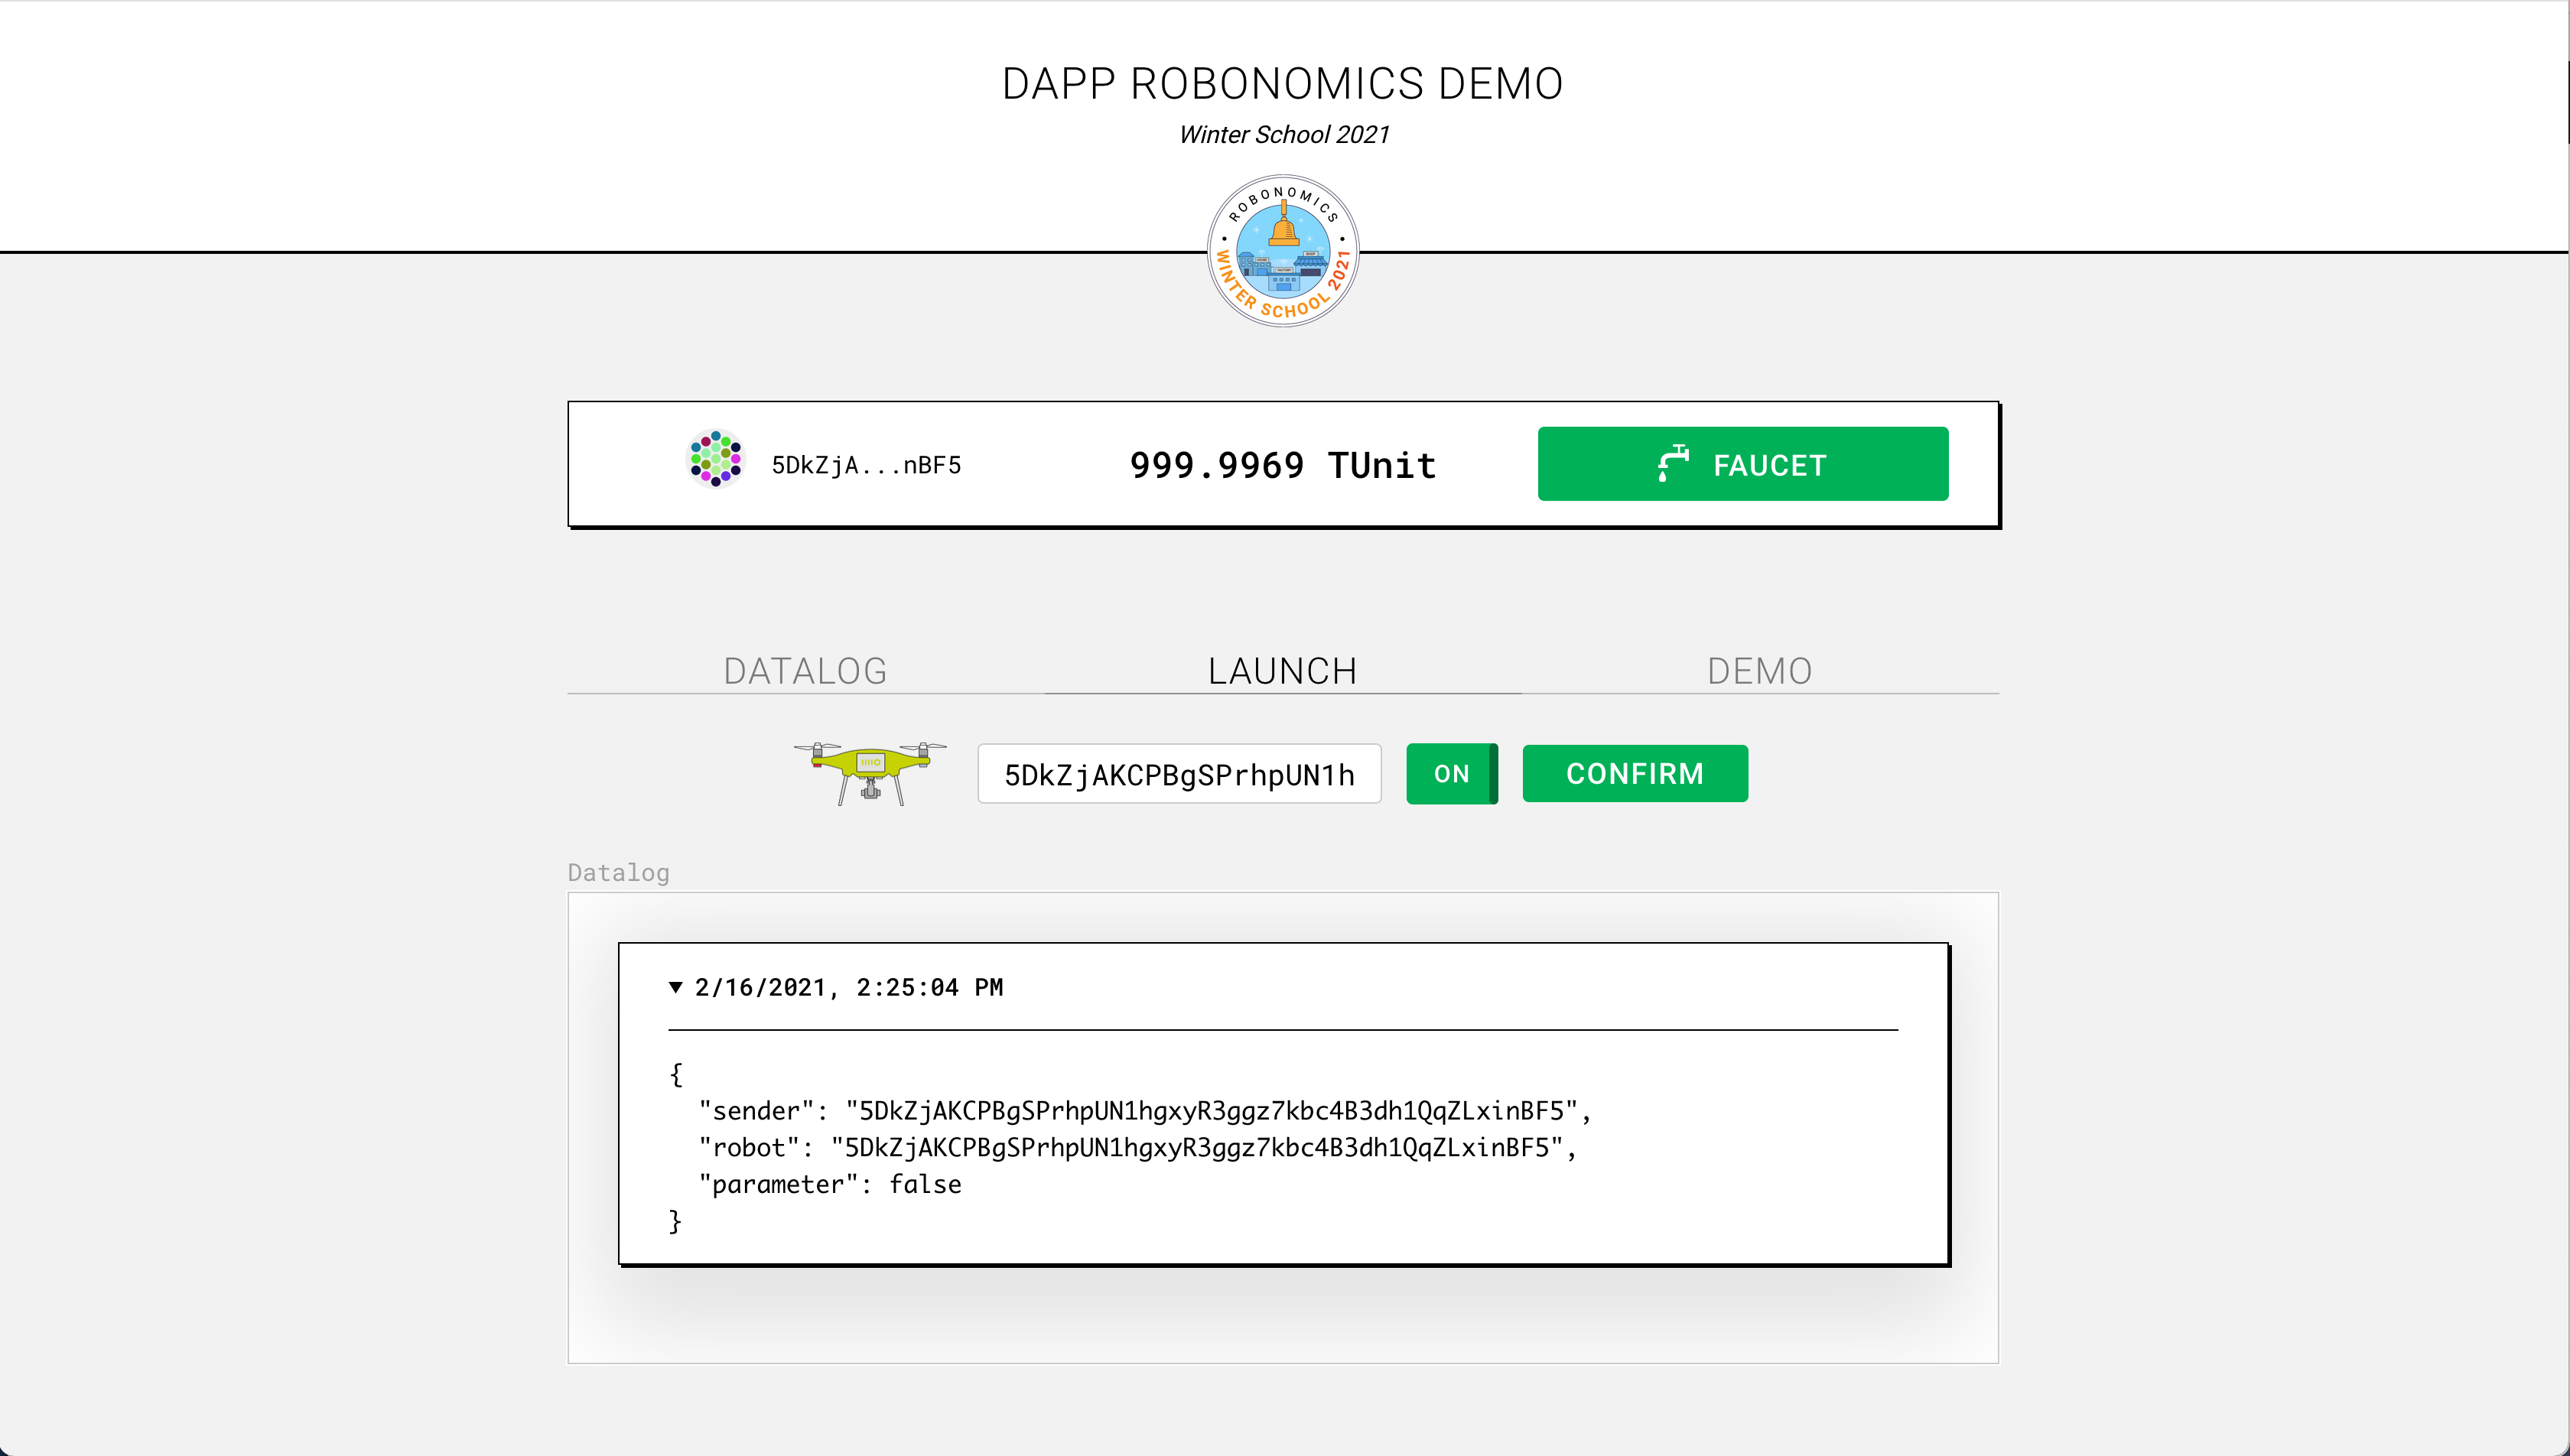 DAPP ROBONOMICS DEMO
Winter School 2021
ROBONOMICS
WINTER SCHOOL 2021
5DkZjA...nBF5
999.9969 TUnit
FAUCET
DATALOG
LAUNCH
DEMO
5DkZjAKCPBgSPrhpUN1h
ON
CONFIRM
Datalog
▼ 2/16/2021, 2:25:04 PM
{
"sender": "5DkZjAKCPBgSPrhpUN1hgxyR3ggz7kbc4B3dh1QqZLxinBF5",
"robot": "5DkZjAKCPBgSPrhpUN1hgxyR3ggz7kbc4B3dh1QqZLxinBF5",
"parameter": false
}